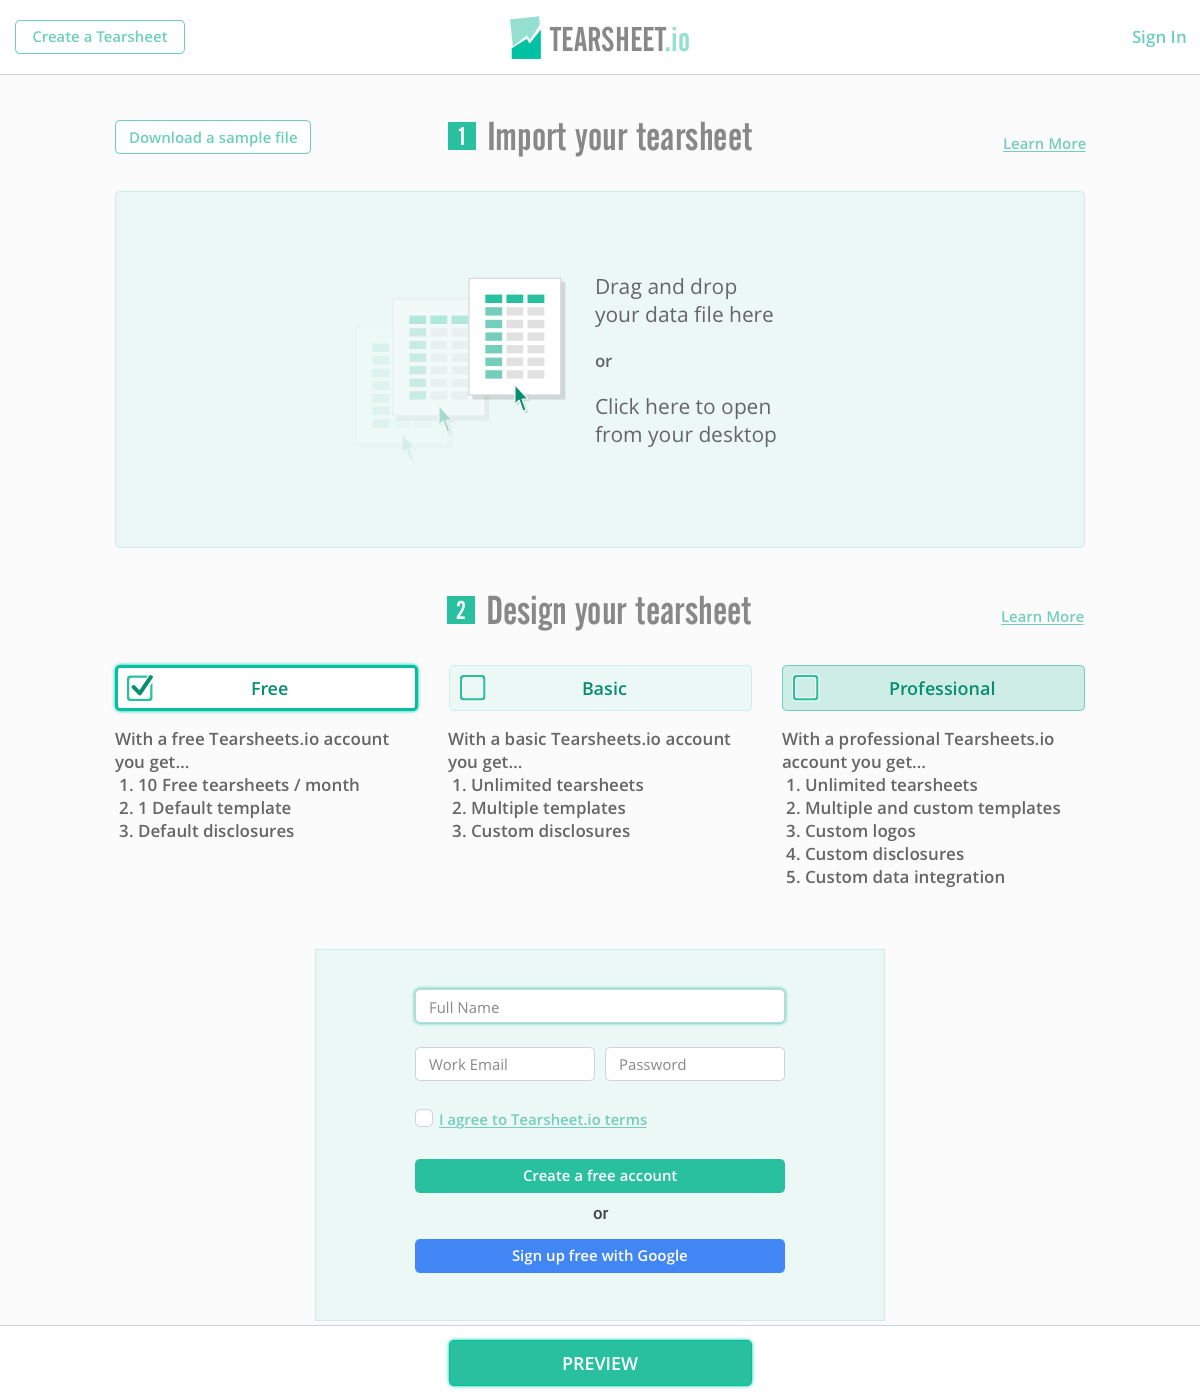 Create a Tearsheet
TEARSHEET.io
Sign In
Download a sample file
1 Import your tearsheet
Learn More
Drag and drop
your data file here
or
Click here to open
from your desktop
2 Design your tearsheet
Learn More
Free
With a free Tearsheets.io account
you get...
1. 10 Free tearsheets / month
2. 1 Default template
3. Default disclosures
Basic
With a basic Tearsheets.io account
you get...
1. Unlimited tearsheets
2. Multiple templates
3. Custom disclosures
Professional
With a professional Tearsheets.io
account you get...
1. Unlimited tearsheets
2. Multiple and custom templates
3. Custom logos
4. Custom disclosures
5. Custom data integration
Full Name
Work Email
Password
I agree to Tearsheet.io terms
Create a free account
or
Sign up free with Google
PREVIEW